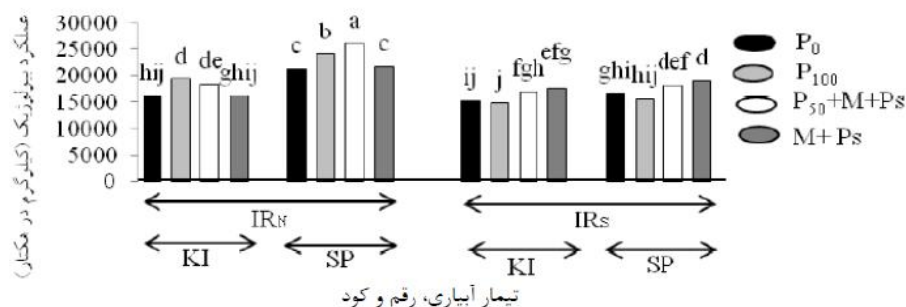 عملکرد بیولوژیک (کیلوگرم در هکتار)
30000
25000
20000
15000
10000
5000
0
hij d de ghij
c b a c
ij j fgh efg
ghi hij def d
IRN IRS
KI SP KI SP
تیمار آبیاری، رقم و کود
P0
P100
P50+M+Ps
M+ Ps